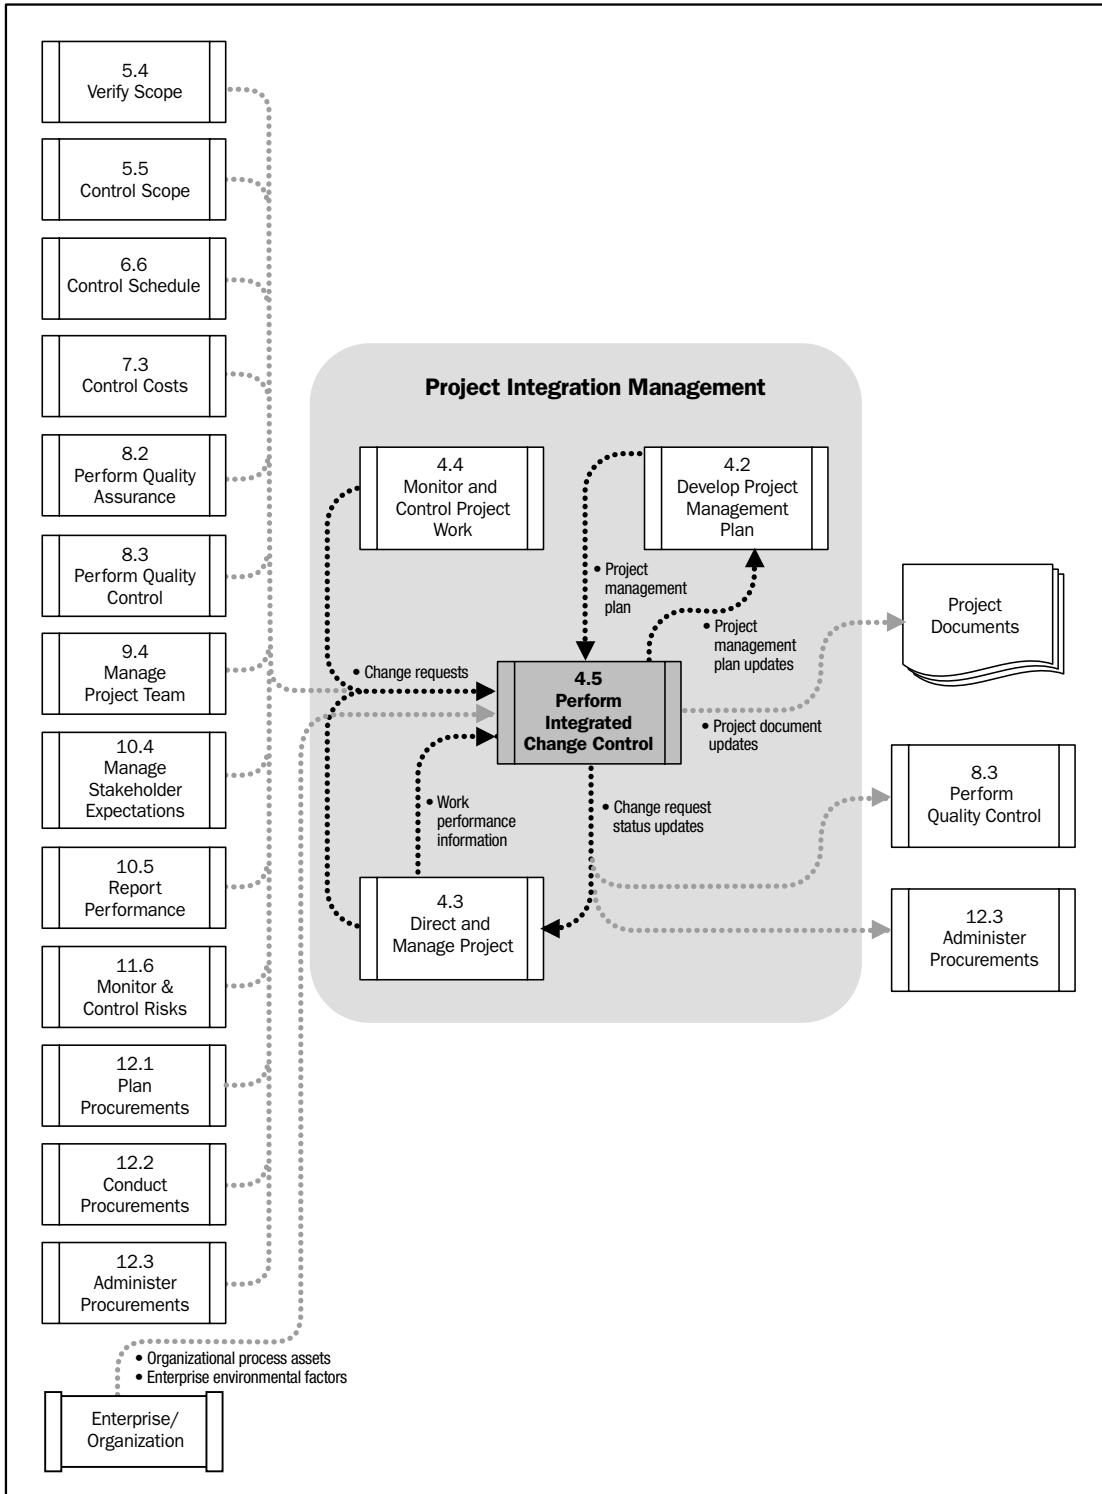 5.4
Verify Scope
5.5
Control Scope
6.6
Control Schedule
7.3
Control Costs
8.2
Perform Quality
Assurance
8.3
Perform Quality
Control
9.4
Manage
Project Team
10.4
Manage
Stakeholder
Expectations
10.5
Report
Performance
11.6
Monitor &
Control Risks
12.1
Plan
Procurements
12.2
Conduct
Procurements
12.3
Administer
Procurements
• Organizational process assets
• Enterprise environmental factors
Enterprise/
Organization
Project Integration Management
4.4
Monitor and
Control Project
Work
4.2
Develop Project
Management
Plan
• Project
management
plan
• Project
management
plan updates
• Change requests
4.5
Perform
Integrated
Change Control
• Project document
updates
• Work
performance
information
• Change request
status updates
4.3
Direct and
Manage Project
Project
Documents
8.3
Perform
Quality Control
12.3
Administer
Procurements